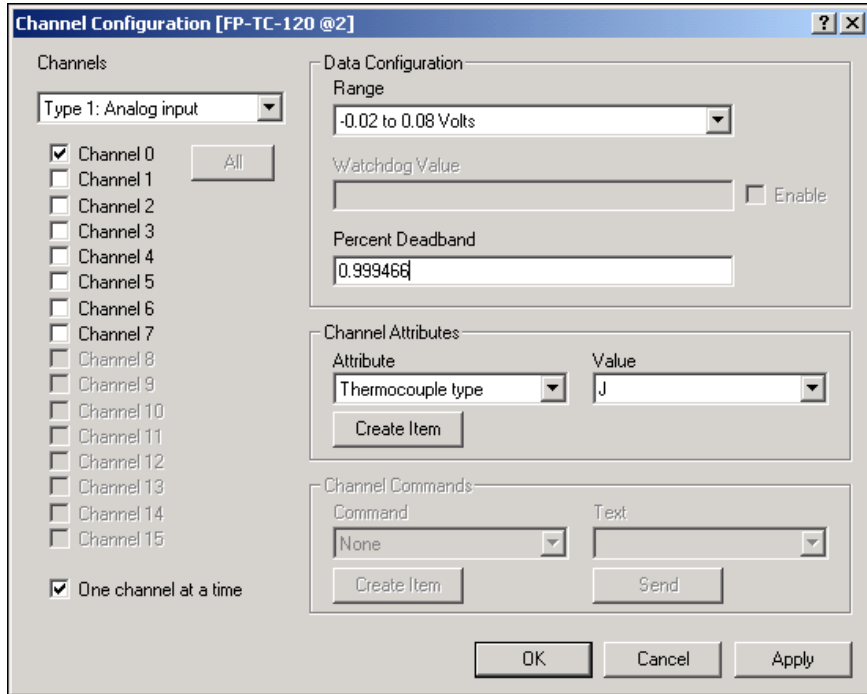 Channel Configuration [FP-TC-120 @2]
Channels
Type 1: Analog input
Channel 0
All
Channel 1
Channel 2
Channel 3
Channel 4
Channel 5
Channel 6
Channel 7
Channel 8
Channel 9
Channel 10
Channel 11
Channel 12
Channel 13
Channel 14
Channel 15
One channel at a time
Data Configuration
Range
-0.02 to 0.08 Volts
Watchdog Value
Enable
Percent Deadband
0.999466
Channel Attributes
Attribute Value
Thermocouple type J
Create Item
Channel Commands
Command Text
None
Create Item Send
OK Cancel Apply